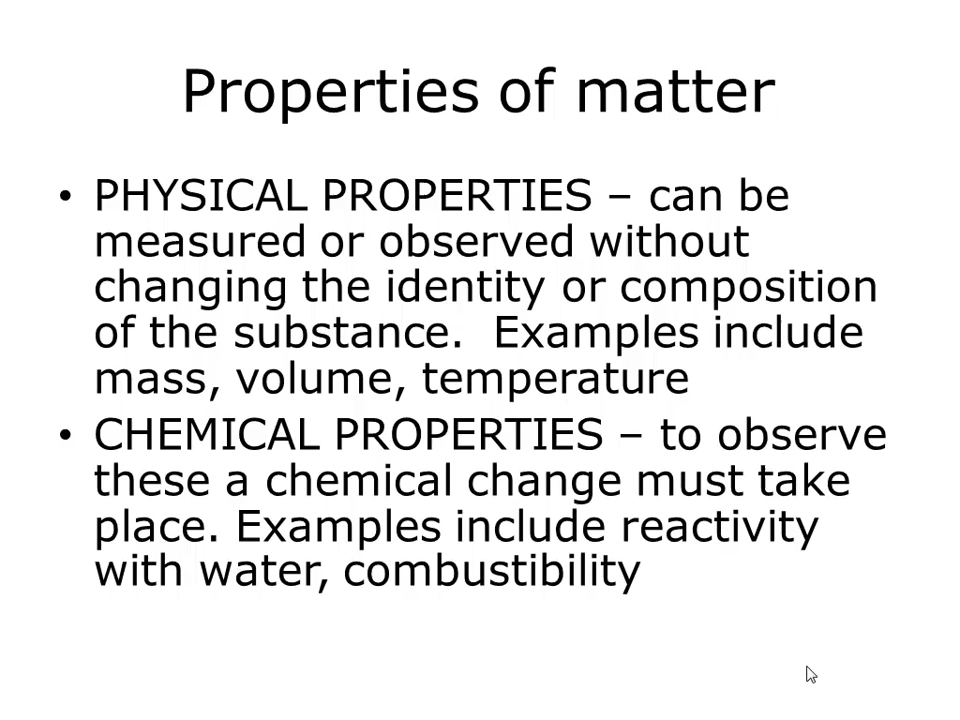 Properties of matter
• PHYSICAL PROPERTIES – can be
measured or observed without
changing the identity or composition
of the substance.  Examples include
mass, volume, temperature
• CHEMICAL PROPERTIES – to observe
these a chemical change must take
place. Examples include reactivity
with water, combustibility